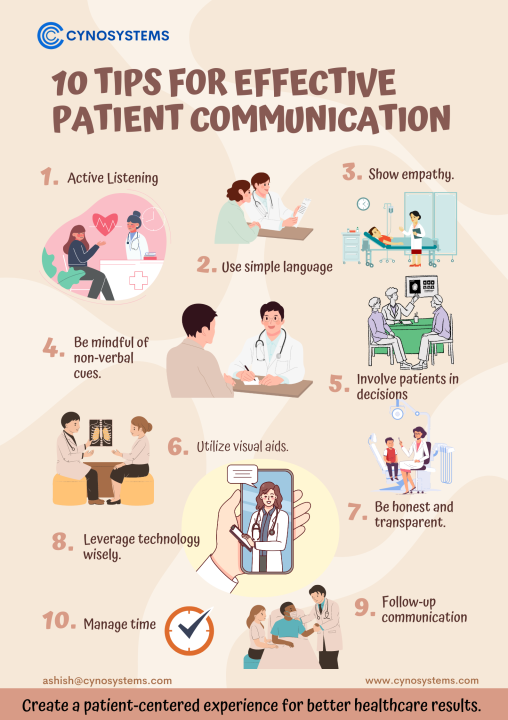 CYNOSYSTEMS
10 TIPS FOR EFFECTIVE
PATIENT COMMUNICATION
1. Active Listening
2. Use simple language
3. Show empathy.
4. Be mindful of
non-verbal
cues.
5. Involve patients in
decisions
6. Utilize visual aids.
7. Be honest and
transparent.
8. Leverage technology
wisely.
9. Follow-up
communication
10. Manage time
ashish@cynosystems.com
www.cynosystems.com
Create a patient-centered experience for better healthcare results.